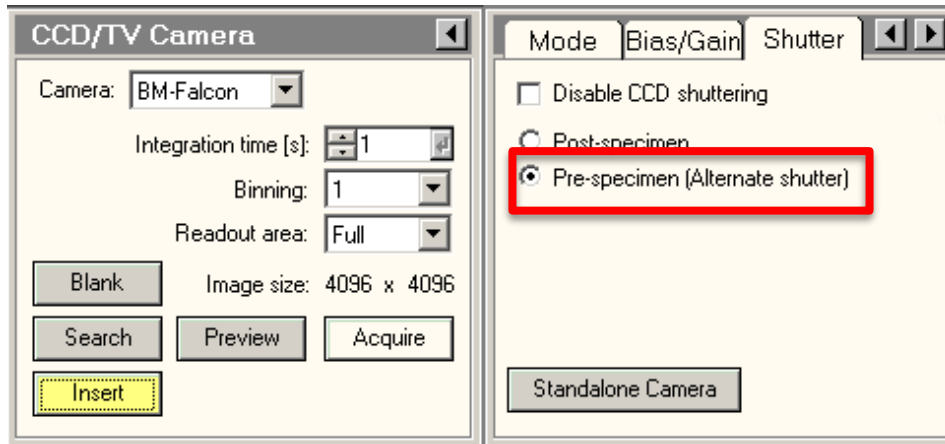 CCD/TV Camera
Camera: BM-Falcon
Integration time [s]: 1
Binning: 1
Readout area: Full
Blank Image size: 4096 x 4096
Search Preview Acquire
Insert
Mode Bias/Gain Shutter
Disable CCD shuttering
Post-specimen
Pre-specimen (Alternate shutter)
Standalone Camera